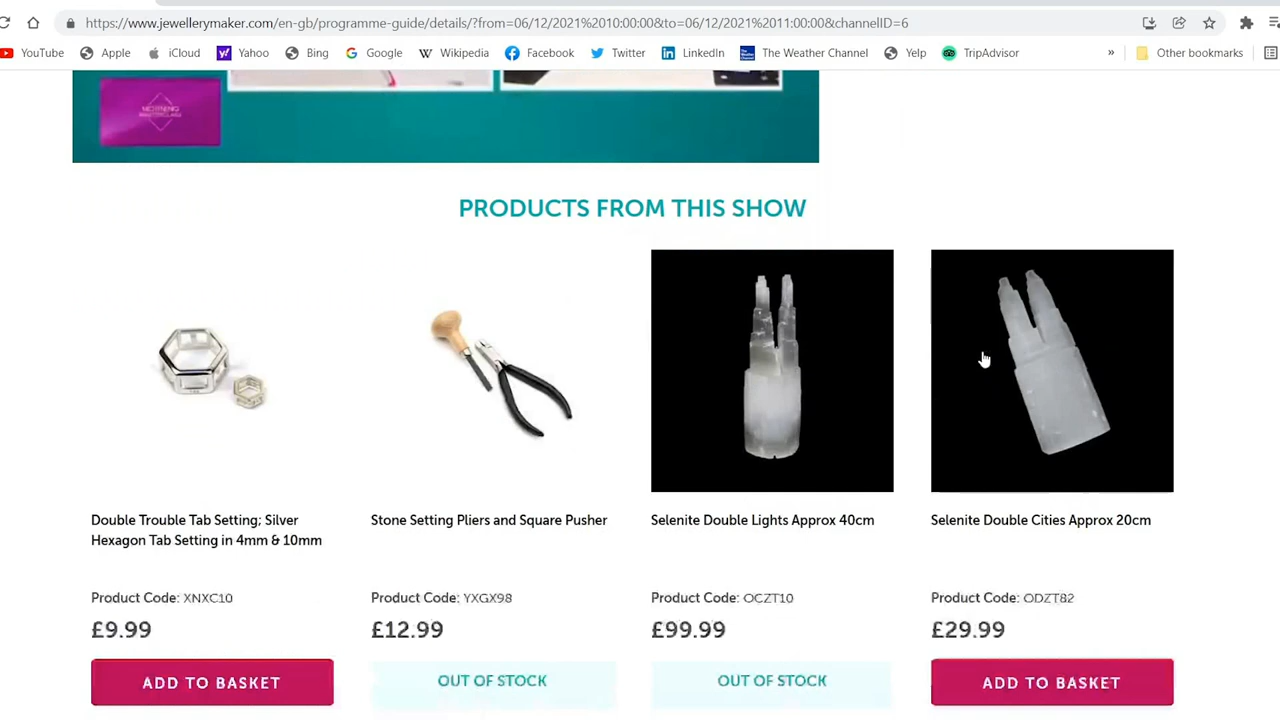 https://www.jewellerymaker.com/en-gb/programme-guide/details/?from=06/12/2021%2010:00:00&to=06/12/2021%2011:00:00&channelID=6
YouTube Apple iCloud Yahoo Bing Google Wikipedia Facebook Twitter LinkedIn The Weather Channel Yelp TripAdvisor » Other bookmarks
MASTERCLASS
PRODUCTS FROM THIS SHOW
Double Trouble Tab Setting; Silver
Hexagon Tab Setting in 4mm & 10mm
Product Code: XNXC10
£9.99
ADD TO BASKET
Stone Setting Pliers and Square Pusher
Product Code: YXGX98
£12.99
OUT OF STOCK
Selenite Double Lights Approx 40cm
Product Code: OCZT10
£99.99
OUT OF STOCK
Selenite Double Cities Approx 20cm
Product Code: ODZT82
£29.99
ADD TO BASKET